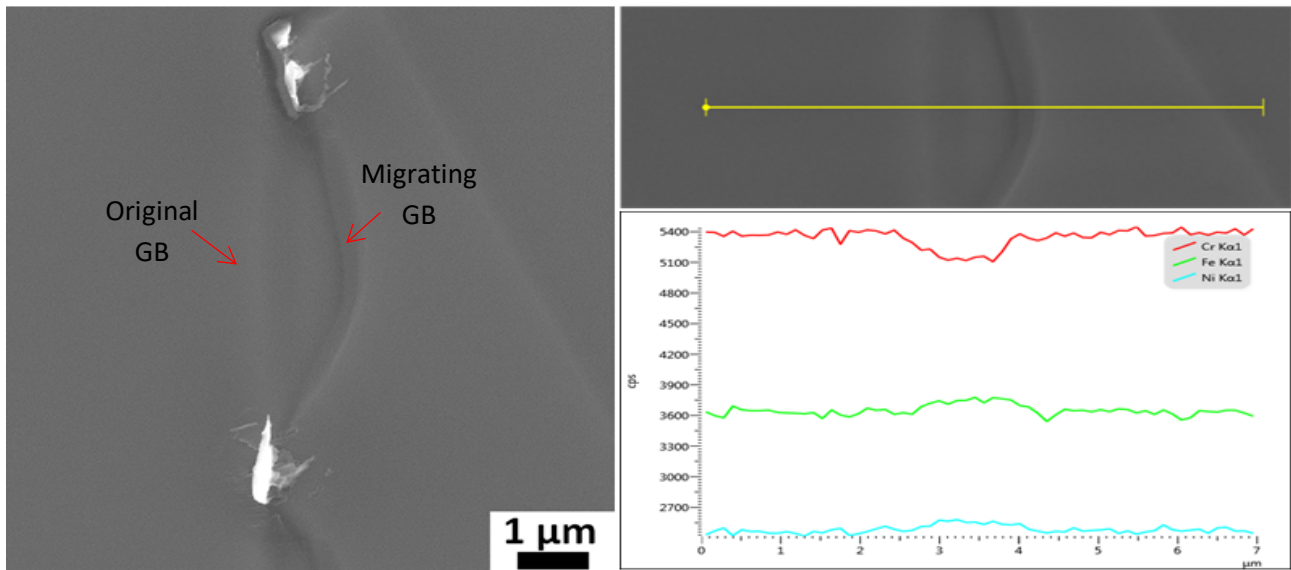 Original
GB
Migrating
GB
1 µm
5400
5100
4800
4500
4200
3900
3600
3300
3000
2700
cps
Cr Kα1
Fe Kα1
Ni Kα1
0
1
2
3
4
5
6
7
µm